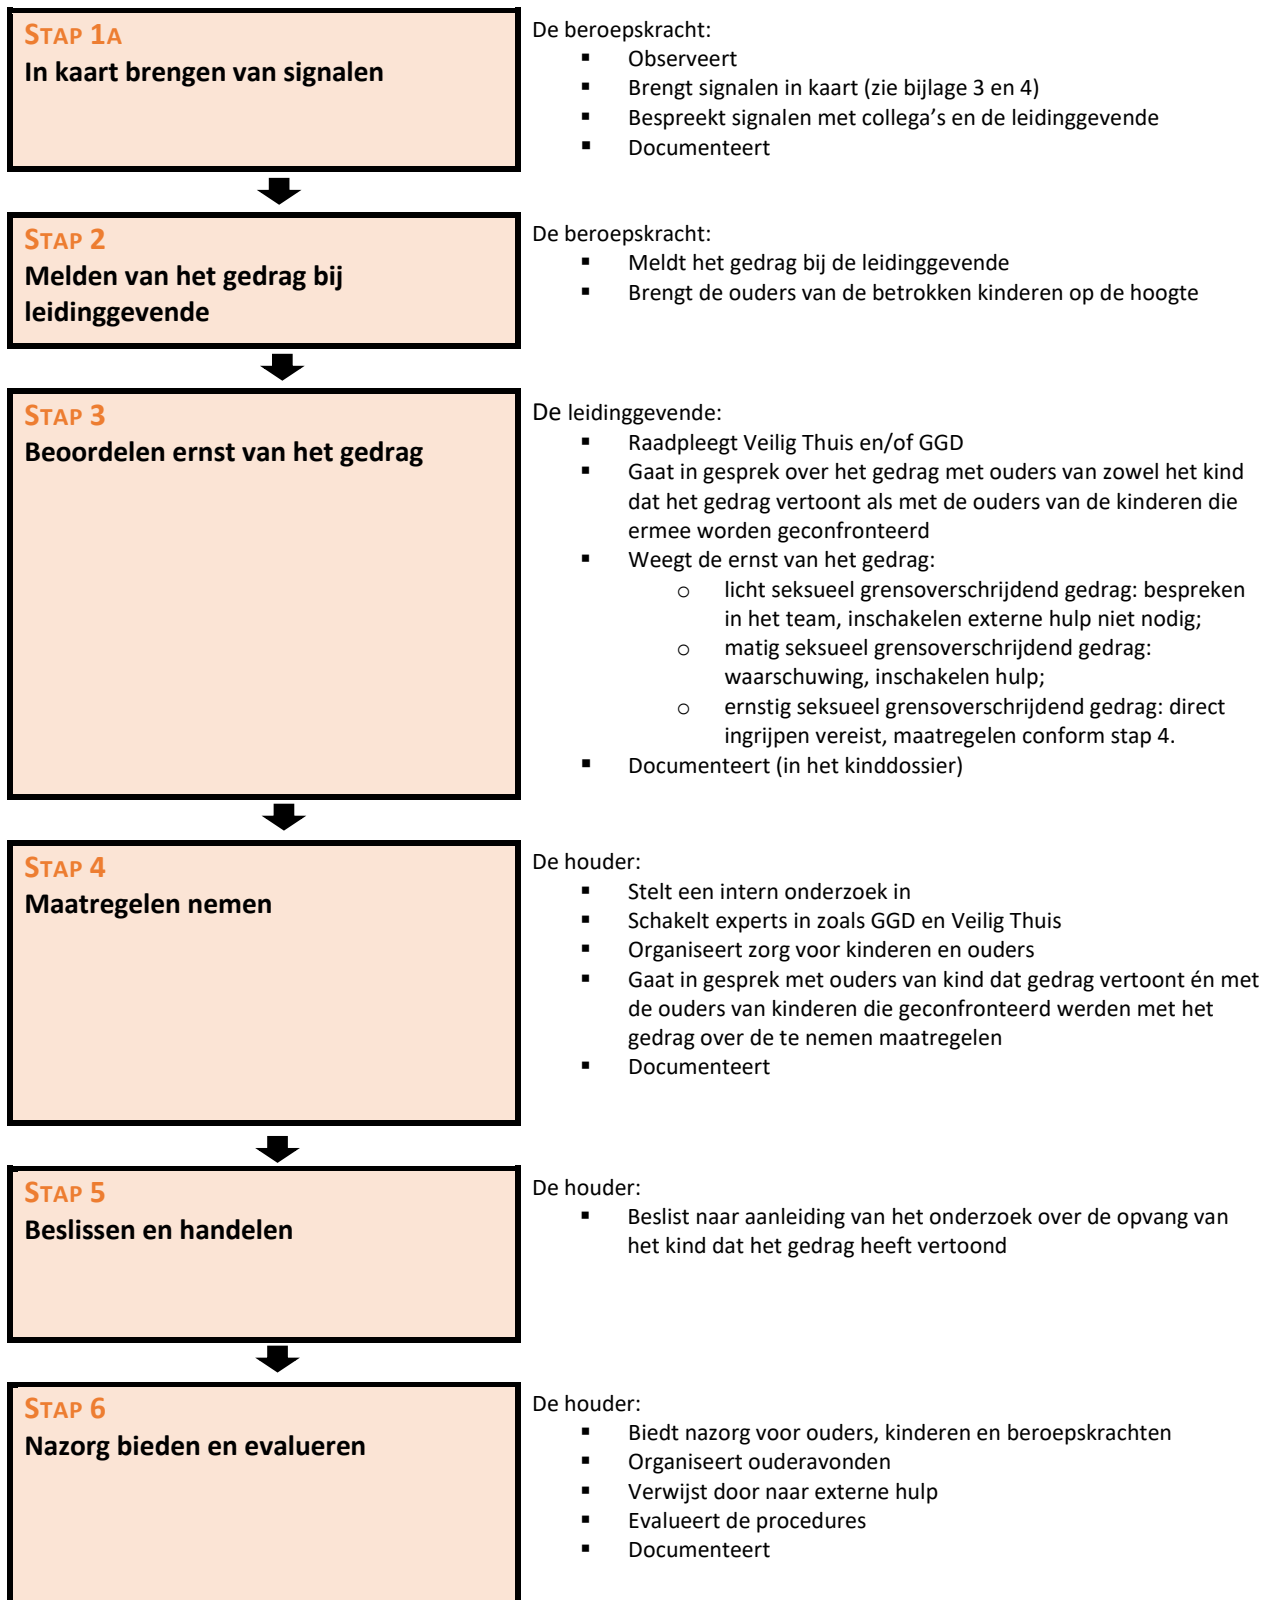 STAP 1A
In kaart brengen van signalen
De beroepskracht:
▪ Observeert
▪ Brengt signalen in kaart (zie bijlage 3 en 4)
▪ Bespreekt signalen met collega's en de leidinggevende
▪ Documenteert
STAP 2
Melden van het gedrag bij
leidinggevende
De beroepskracht:
▪ Meldt het gedrag bij de leidinggevende
▪ Brengt de ouders van de betrokken kinderen op de hoogte
STAP 3
Beoordelen ernst van het gedrag
De leidinggevende:
▪ Raadpleegt Veilig Thuis en/of GGD
▪ Gaat in gesprek over het gedrag met ouders van zowel het kind
dat het gedrag vertoont als met de ouders van de kinderen die
ermee worden geconfronteerd
▪ Weegt de ernst van het gedrag:
o licht seksueel grensoverschrijdend gedrag: bespreken
in het team, inschakelen externe hulp niet nodig;
o matig seksueel grensoverschrijdend gedrag:
waarschuwing, inschakelen hulp;
o ernstig seksueel grensoverschrijdend gedrag: direct
ingrijpen vereist, maatregelen conform stap 4.
▪ Documenteert (in het kinddossier)
STAP 4
Maatregelen nemen
De houder:
▪ Stelt een intern onderzoek in
▪ Schakelt experts in zoals GGD en Veilig Thuis
▪ Organiseert zorg voor kinderen en ouders
▪ Gaat in gesprek met ouders van kind dat gedrag vertoont én met
de ouders van kinderen die geconfronteerd werden met het
gedrag over de te nemen maatregelen
▪ Documenteert
STAP 5
Beslissen en handelen
De houder:
▪ Beslist naar aanleiding van het onderzoek over de opvang van
het kind dat het gedrag heeft vertoond
STAP 6
Nazorg bieden en evalueren
De houder:
▪ Biedt nazorg voor ouders, kinderen en beroepskrachten
▪ Organiseert ouderavonden
▪ Verwijst door naar externe hulp
▪ Evalueert de procedures
▪ Documenteert